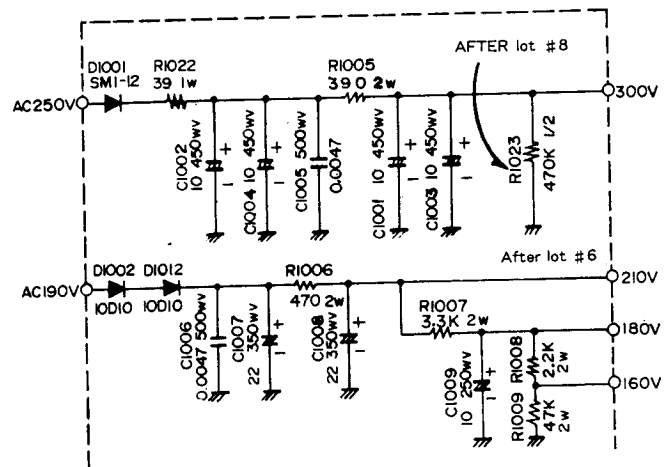 D1001
SM1-12
R1022
39 1W
R1005
390 2W
AFTER lot #8
AC250V
300V
C1002
10 450WV
+
-
C1004 10 450WV
+
-
C1005 500WV
0.0047
C1001 10 450WV
+
-
C1003 10 450WV
+
-
R1023
470K 1/2
D1002 D1012
AC190V
10D10 10D10
R1006
470 2W
After lot #6
210V
C1006
0.0047 500WV
C1007
22 350WV
+
-
C1008
22 350WV
+
-
R1007
3.3K 2W
180V
C1009
10 250WV
+
-
R1008
2.2K
2W
160V
R1009
47K
2W